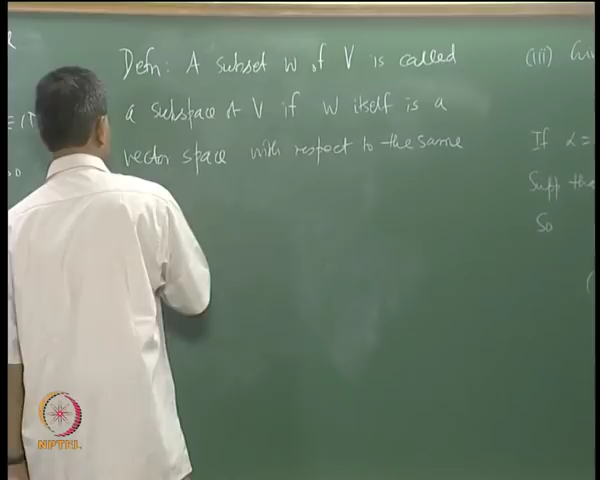 Defn: A subset W of V is called
a subspace of V if W itself is a
vector space with respect to the same
(iii)
If α =
Supp
So
NPTEL